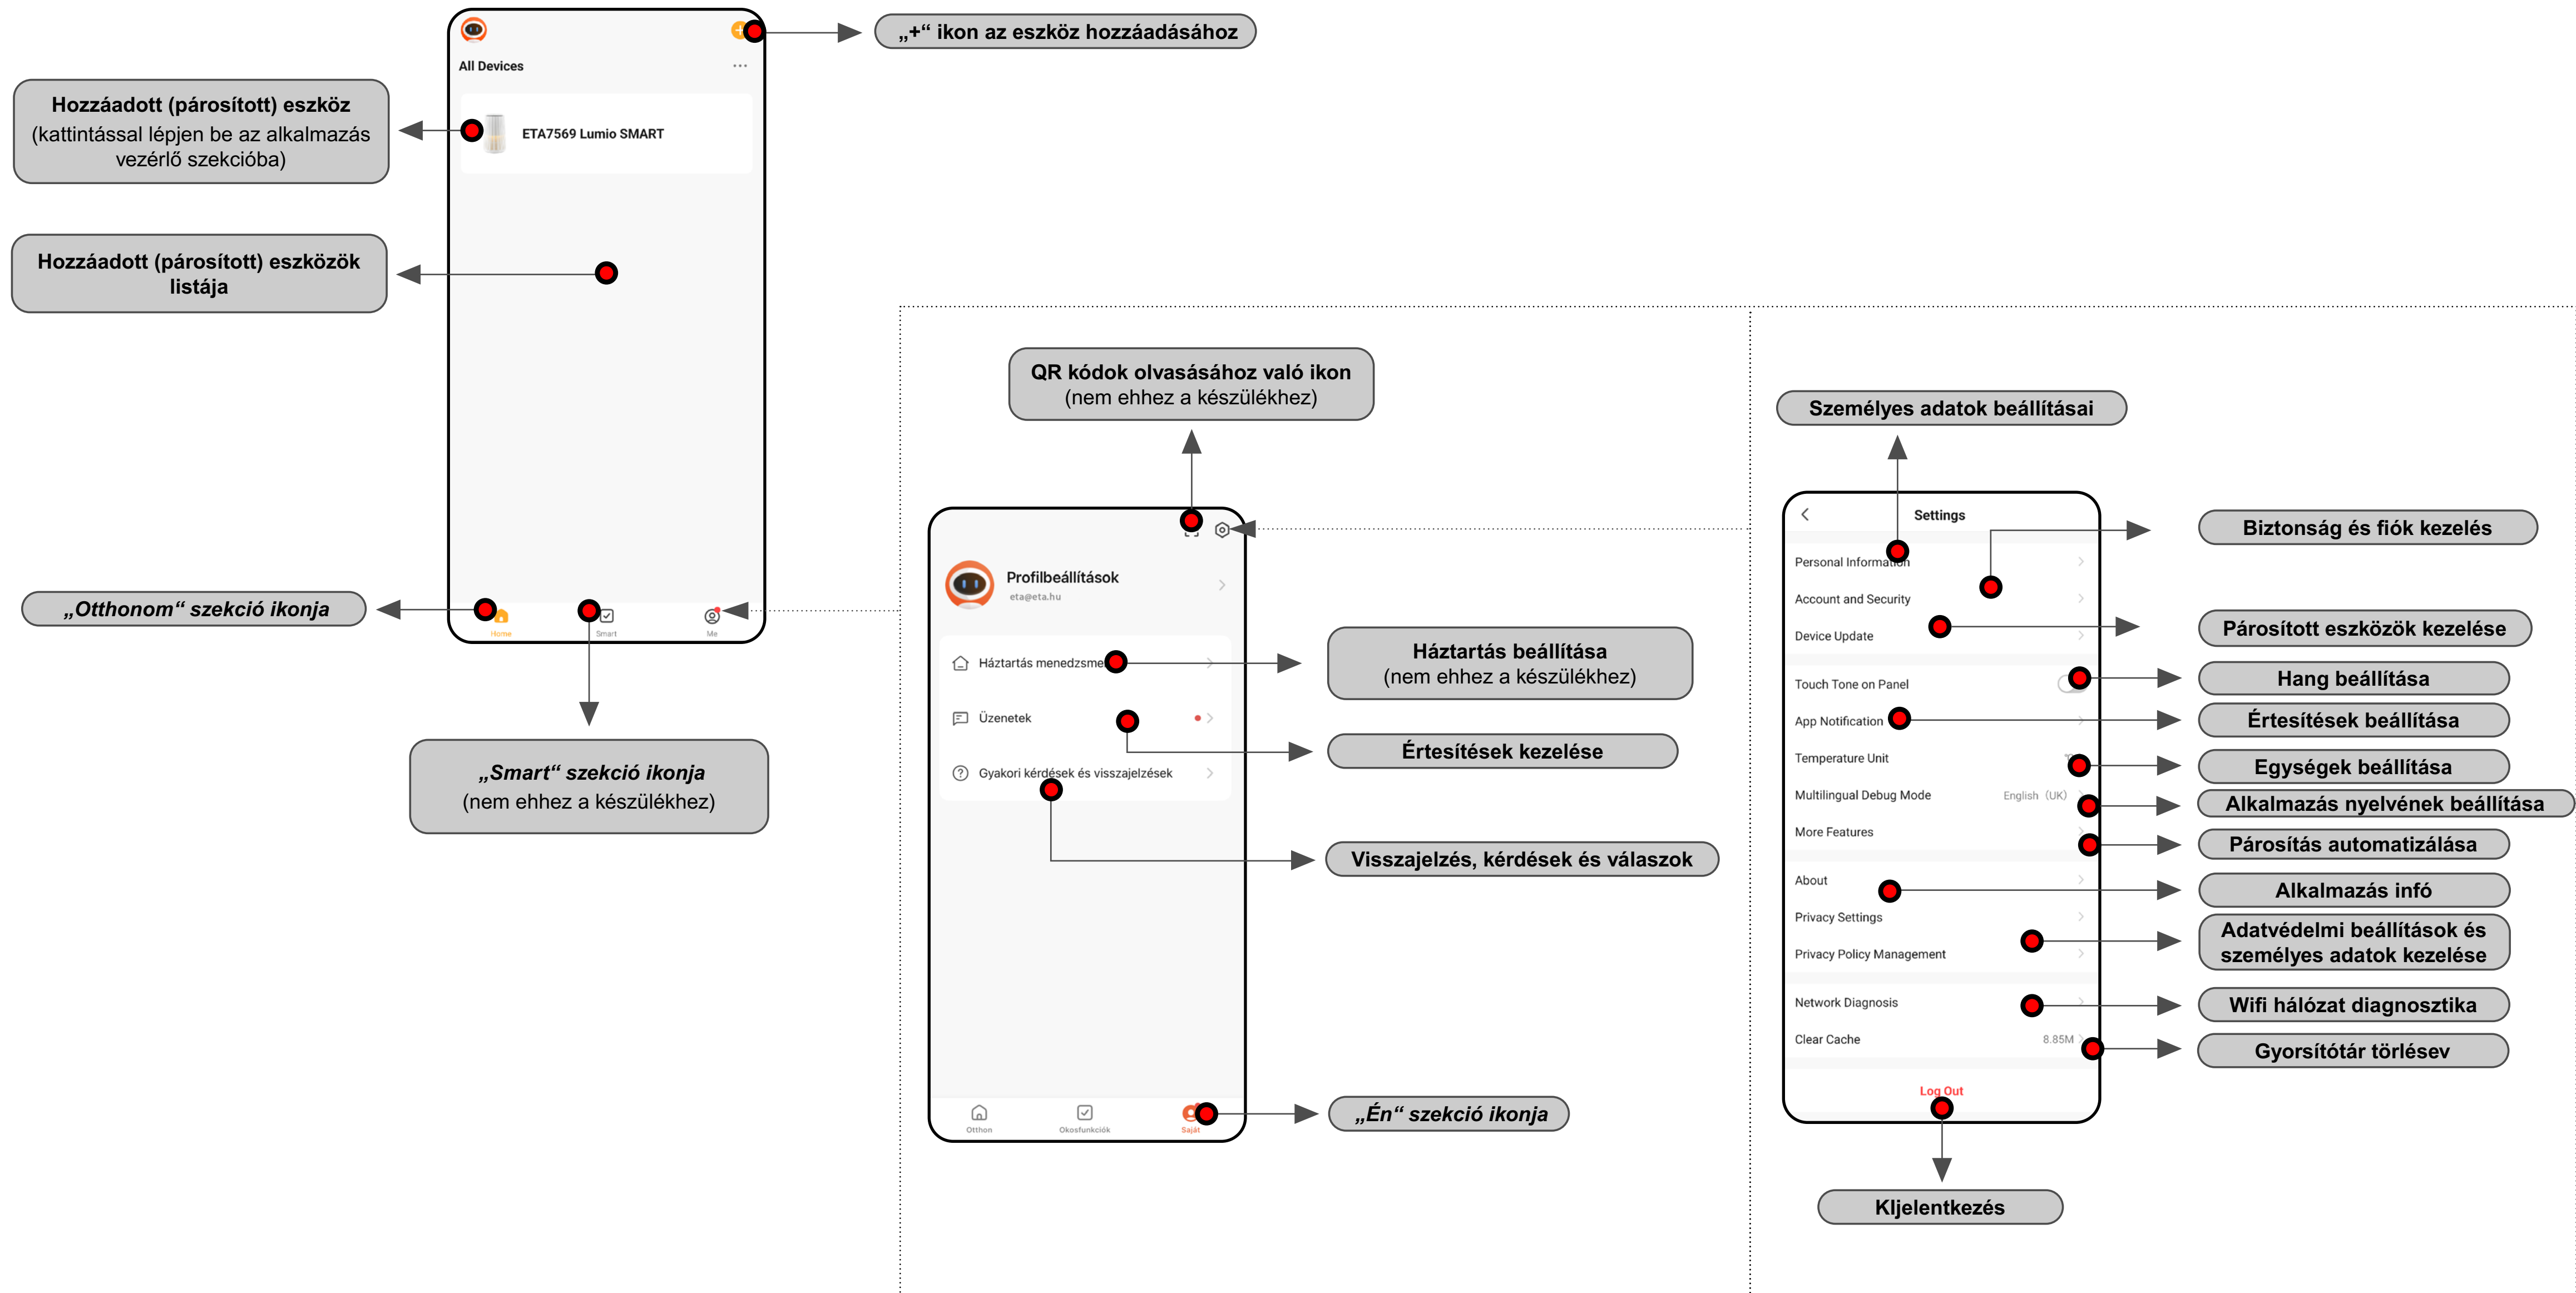 „+“ ikon az eszköz hozzáadásához
All Devices
Hozzáadott (párosított) eszköz
(kattintással lépjen be az alkalmazás
vezérlő szekcióba)
ETA7569 Lumio SMART
Hozzáadott (párosított) eszközök
listája
„Otthonom“ szekció ikonja
Home
Smart
Me
„Smart“ szekció ikonja
(nem ehhez a készülékhez)
QR kódok olvasásához való ikon
(nem ehhez a készülékhez)
Profilbeállítások
eta@eta.hu
Háztartás menedzsme
Háztartás beállítása
(nem ehhez a készülékhez)
Üzenetek
Értesítések kezelése
Gyakori kérdések és visszajelzések
Visszajelzés, kérdések és válaszok
Otthon
Okosfunkciók
Saját
„Én“ szekció ikonja
Személyes adatok beállításai
Settings
Personal Information
Biztonság és fiók kezelés
Account and Security
Device Update
Párosított eszközök kezelése
Touch Tone on Panel
Hang beállítása
App Notification
Értesítések beállítása
Temperature Unit
Egységek beállítása
Multilingual Debug Mode
English (UK)
Alkalmazás nyelvének beállítása
More Features
Párosítás automatizálása
About
Alkalmazás infó
Privacy Settings
Adatvédelmi beállítások és
személyes adatok kezelése
Privacy Policy Management
Network Diagnosis
Wifi hálózat diagnosztika
Clear Cache
8.85M
Gyorsítótár törlésev
Log Out
KIjelentkezés